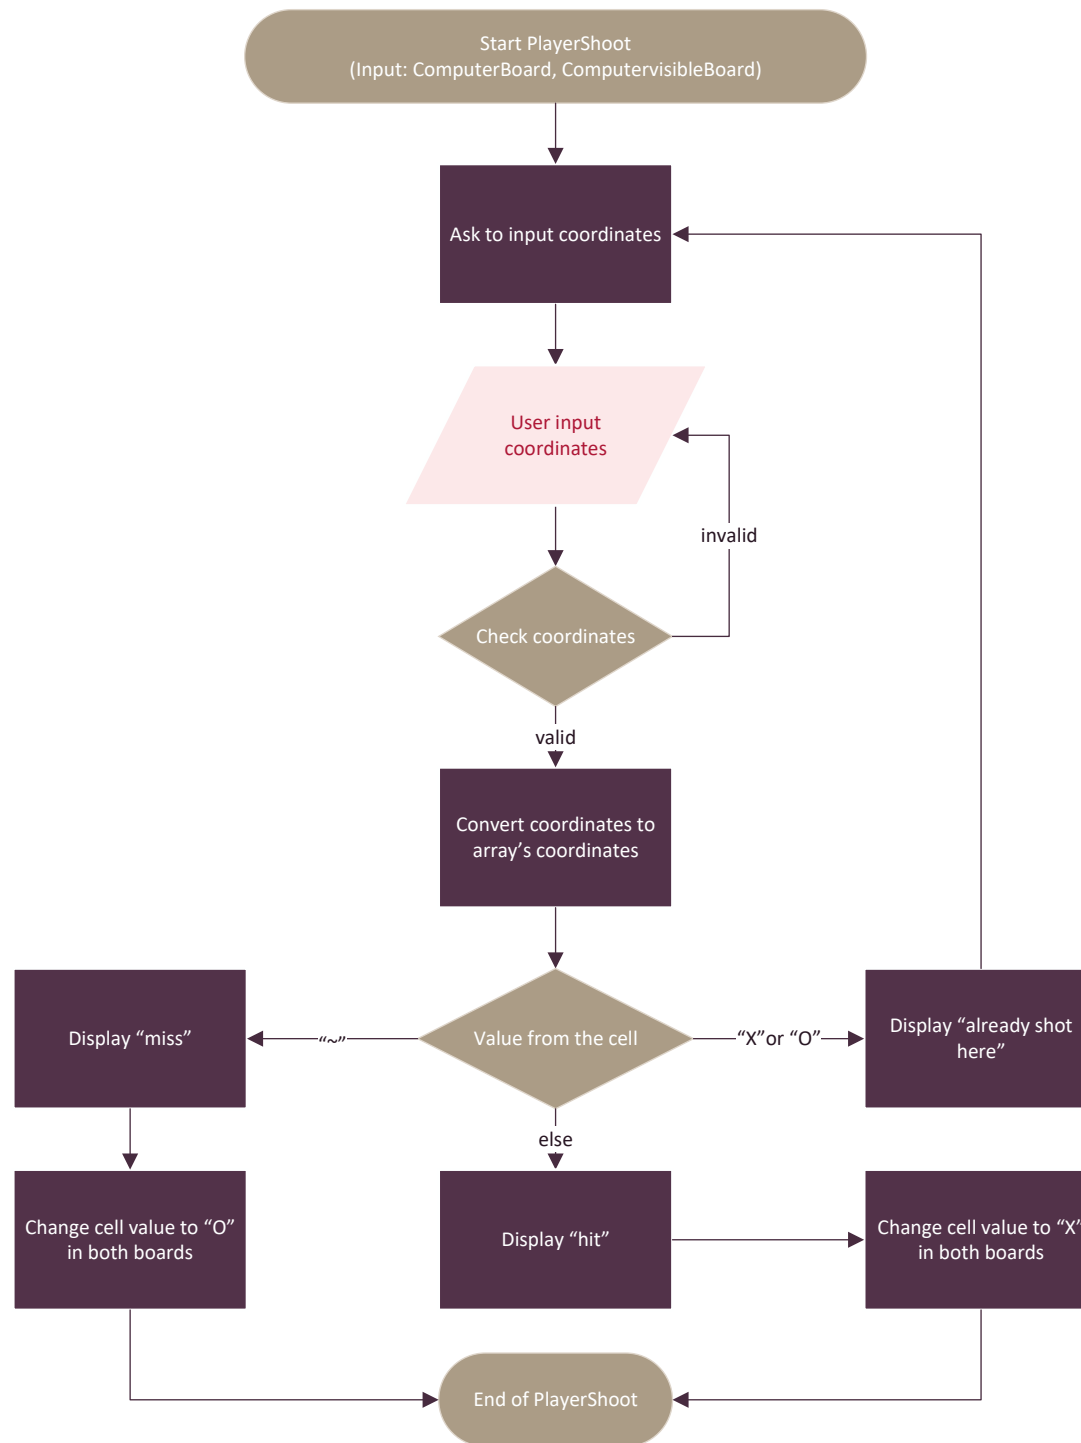 Start PlayerShoot
(Input: ComputerBoard, ComputervisibleBoard)
Ask to input coordinates
User input
coordinates
invalid
Check coordinates
valid
Convert coordinates to
array’s coordinates
Display “miss”
“~”
Value from the cell
“X”or “O”
Display “already shot
here”
else
Change cell value to “O”
in both boards
Display “hit”
Change cell value to “X”
in both boards
End of PlayerShoot